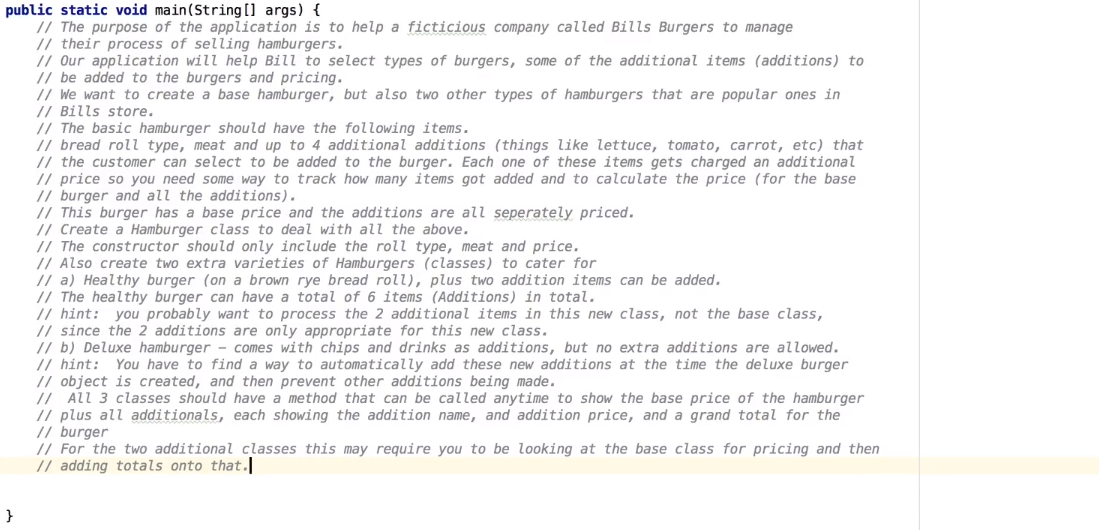 public static void main(String[] args) {
// The purpose of the application is to help a ficticious company called Bills Burgers to manage
// their process of selling hamburgers.
// Our application will help Bill to select types of burgers, some of the additional items (additions) to
// be added to the burgers and pricing.
// We want to create a base hamburger, but also two other types of hamburgers that are popular ones in
// Bills store.
// The basic hamburger should have the following items.
// bread roll type, meat and up to 4 additional additions (things like lettuce, tomato, carrot, etc) that
// the customer can select to be added to the burger. Each one of these items gets charged an additional
// price so you need some way to track how many items got added and to calculate the price (for the base
// burger and all the additions).
// This burger has a base price and the additions are all seperately priced.
// Create a Hamburger class to deal with all the above.
// The constructor should only include the roll type, meat and price.
// Also create two extra varieties of Hamburgers (classes) to cater for
// a) Healthy burger (on a brown rye bread roll), plus two addition items can be added.
// The healthy burger can have a total of 6 items (Additions) in total.
// hint:  you probably want to process the 2 additional items in this new class, not the base class,
// since the 2 additions are only appropriate for this new class.
// b) Deluxe hamburger – comes with chips and drinks as additions, but no extra additions are allowed.
// hint:  You have to find a way to automatically add these new additions at the time the deluxe burger
// object is created, and then prevent other additions being made.
//  All 3 classes should have a method that can be called anytime to show the base price of the hamburger
// plus all additionals, each showing the addition name, and addition price, and a grand total for the
// burger
// For the two additional classes this may require you to be looking at the base class for pricing and then
// adding totals onto that.
}